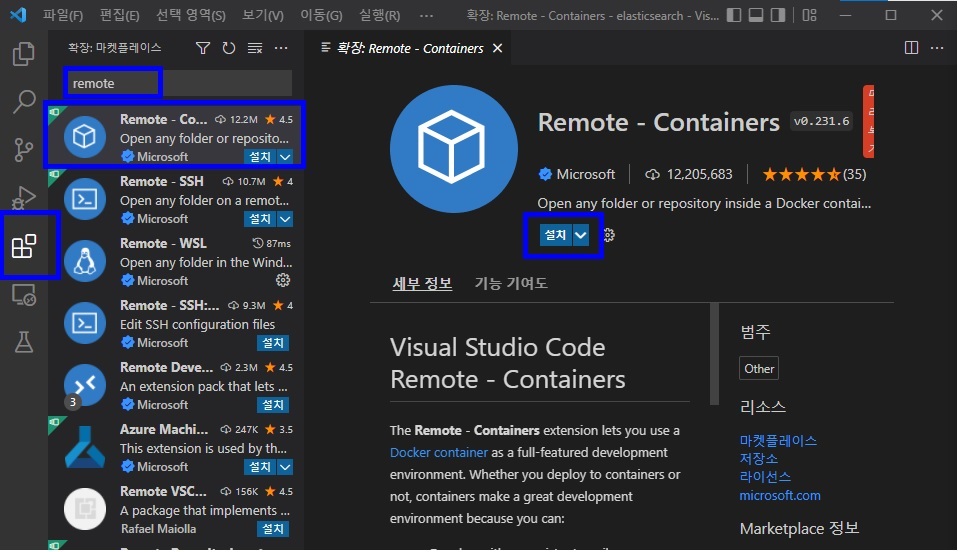 파일(F) 편집(E) 선택 영역(S) 보기(V) 이동(G) 실행(R) ··· 확장: Remote - Containers - elasticsearch - Vis...
확장: 마켓플레이스
remote
Remote - Co... 12.2M 4.5
Open any folder or reposito...
Microsoft 설치
Remote - SSH 10.7M 4
Open any folder on a remot...
Microsoft 설치
Remote - WSL 87ms
Open any folder in the Wind...
Microsoft
Remote - SSH:... 9.3M 4
Edit SSH configuration files
Microsoft 설치
Remote Deve... 2.3M 4.5
An extension pack that lets ...
3 Microsoft 설치
Azure Machi... 247K 3.5
This extension is used by th...
Microsoft 설치
Remote VSC... 156K 4.5
A package that implements ...
Rafael Maiolla 설치
확장: Remote - Containers
Remote - Containers v0.231.6
미리 보기
Microsoft 12,205,683 (35)
Open any folder or repository inside a Docker contai...
설치
세부 정보 기능 기여도
Visual Studio Code
Remote - Containers
The Remote - Containers extension lets you use a
Docker container as a full-featured development
environment. Whether you deploy to containers or
not, containers make a great development
environment because you can:
범주
Other
리소스
마켓플레이스
저장소
라이선스
microsoft.com
Marketplace 정보